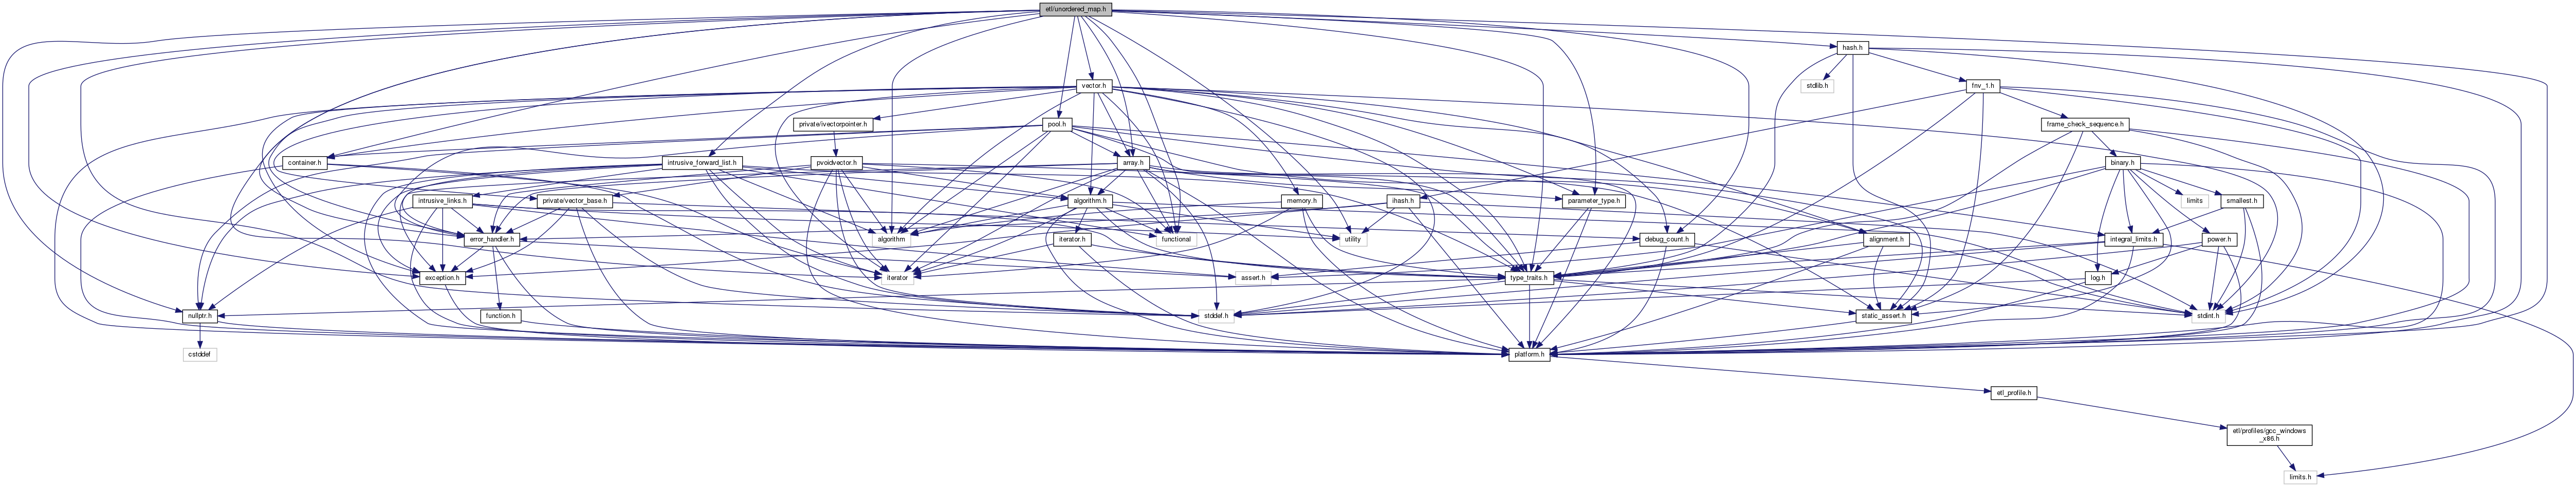 etl/unordered_map.h
hash.h
vector.h
stdlib.h
fnv_1.h
private/ivectorpointer.h
pool.h
frame_check_sequence.h
container.h
intrusive_forward_list.h
pvoidvector.h
array.h
binary.h
intrusive_links.h
private/vector_base.h
algorithm.h
memory.h
ihash.h
parameter_type.h
limits
smallest.h
error_handler.h
algorithm
iterator.h
functional
utility
debug_count.h
alignment.h
integral_limits.h
power.h
exception.h
iterator
assert.h
type_traits.h
log.h
nullptr.h
function.h
stddef.h
static_assert.h
stdint.h
cstddef
platform.h
etl_profile.h
etl/profiles/gcc_windows
_x86.h
limits.h